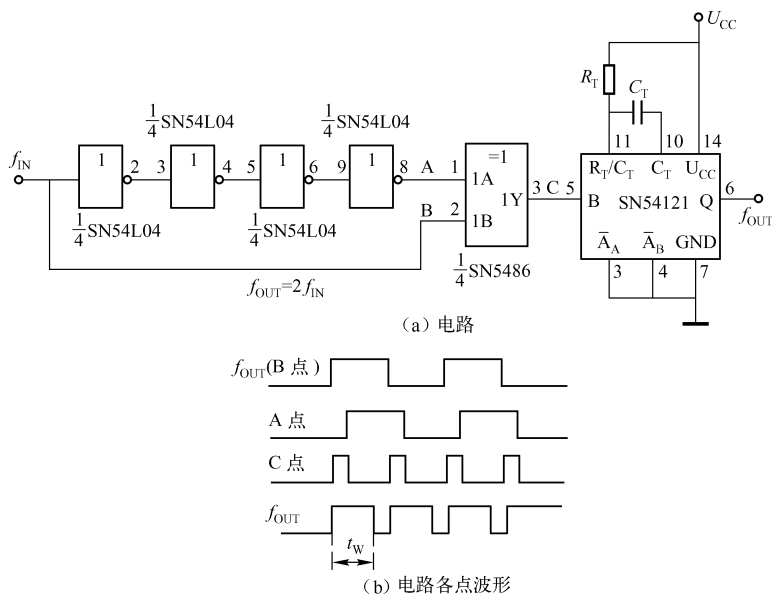 U_CC
R_T
C_T
1/4 SN54L04
1/4 SN54L04
11 10 14
f_IN
1 2 3 1 4 5 1 6 9 1 8 A 1
=1
1A
1Y
3 C 5
R_T/C_T C_T U_CC
B SN54121 Q
6
f_OUT
B 2
1B
1/4 SN54L04
1/4 SN54L04
Ā_A Ā_B GND
3 4 7
f_OUT=2f_IN
1/4 SN5486
(a) 电路
f_OUT(B 点)
A 点
C 点
f_OUT
t_W
(b) 电路各点波形